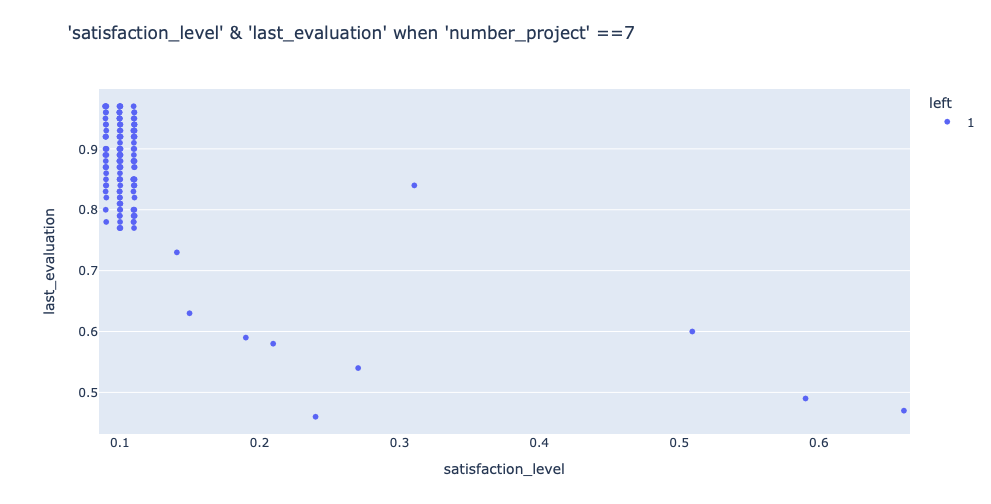 'satisfaction_level' & 'last_evaluation' when 'number_project' ==7
left
1
last_evaluation
0.9
0.8
0.7
0.6
0.5
0.1 0.2 0.3 0.4 0.5 0.6
satisfaction_level